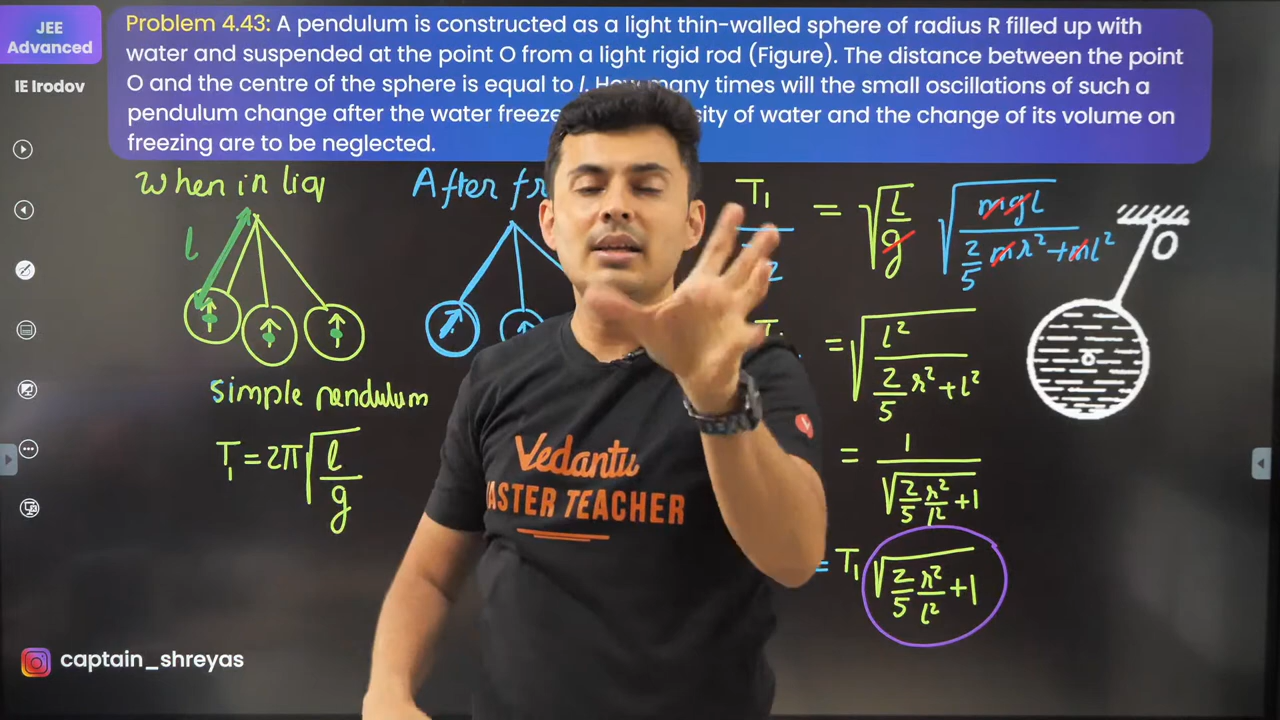 JEE
Advanced
IE Irodov
Problem 4.43: A pendulum is constructed as a light thin-walled sphere of radius R filled up with
water and suspended at the point O from a light rigid rod (Figure). The distance between the point
O and the centre of the sphere is equal to l. How many times will the small oscillations of such a
pendulum change after the water freeze
sity of water and the change of its volume on
freezing are to be neglected.
When in liq
l
simple pendulum
T₁ = 2π√(l/g)
After fr
T₁ = √(l/g) √(mgl/(2/5 mr² + ml²))
= √(l²/(2/5 r² + l²))
= 1/√(2/5 r²/l² + 1)
= T₁ √(2/5 r²/l² + 1)
O
Vedantu
MASTER TEACHER
captain_shreyas